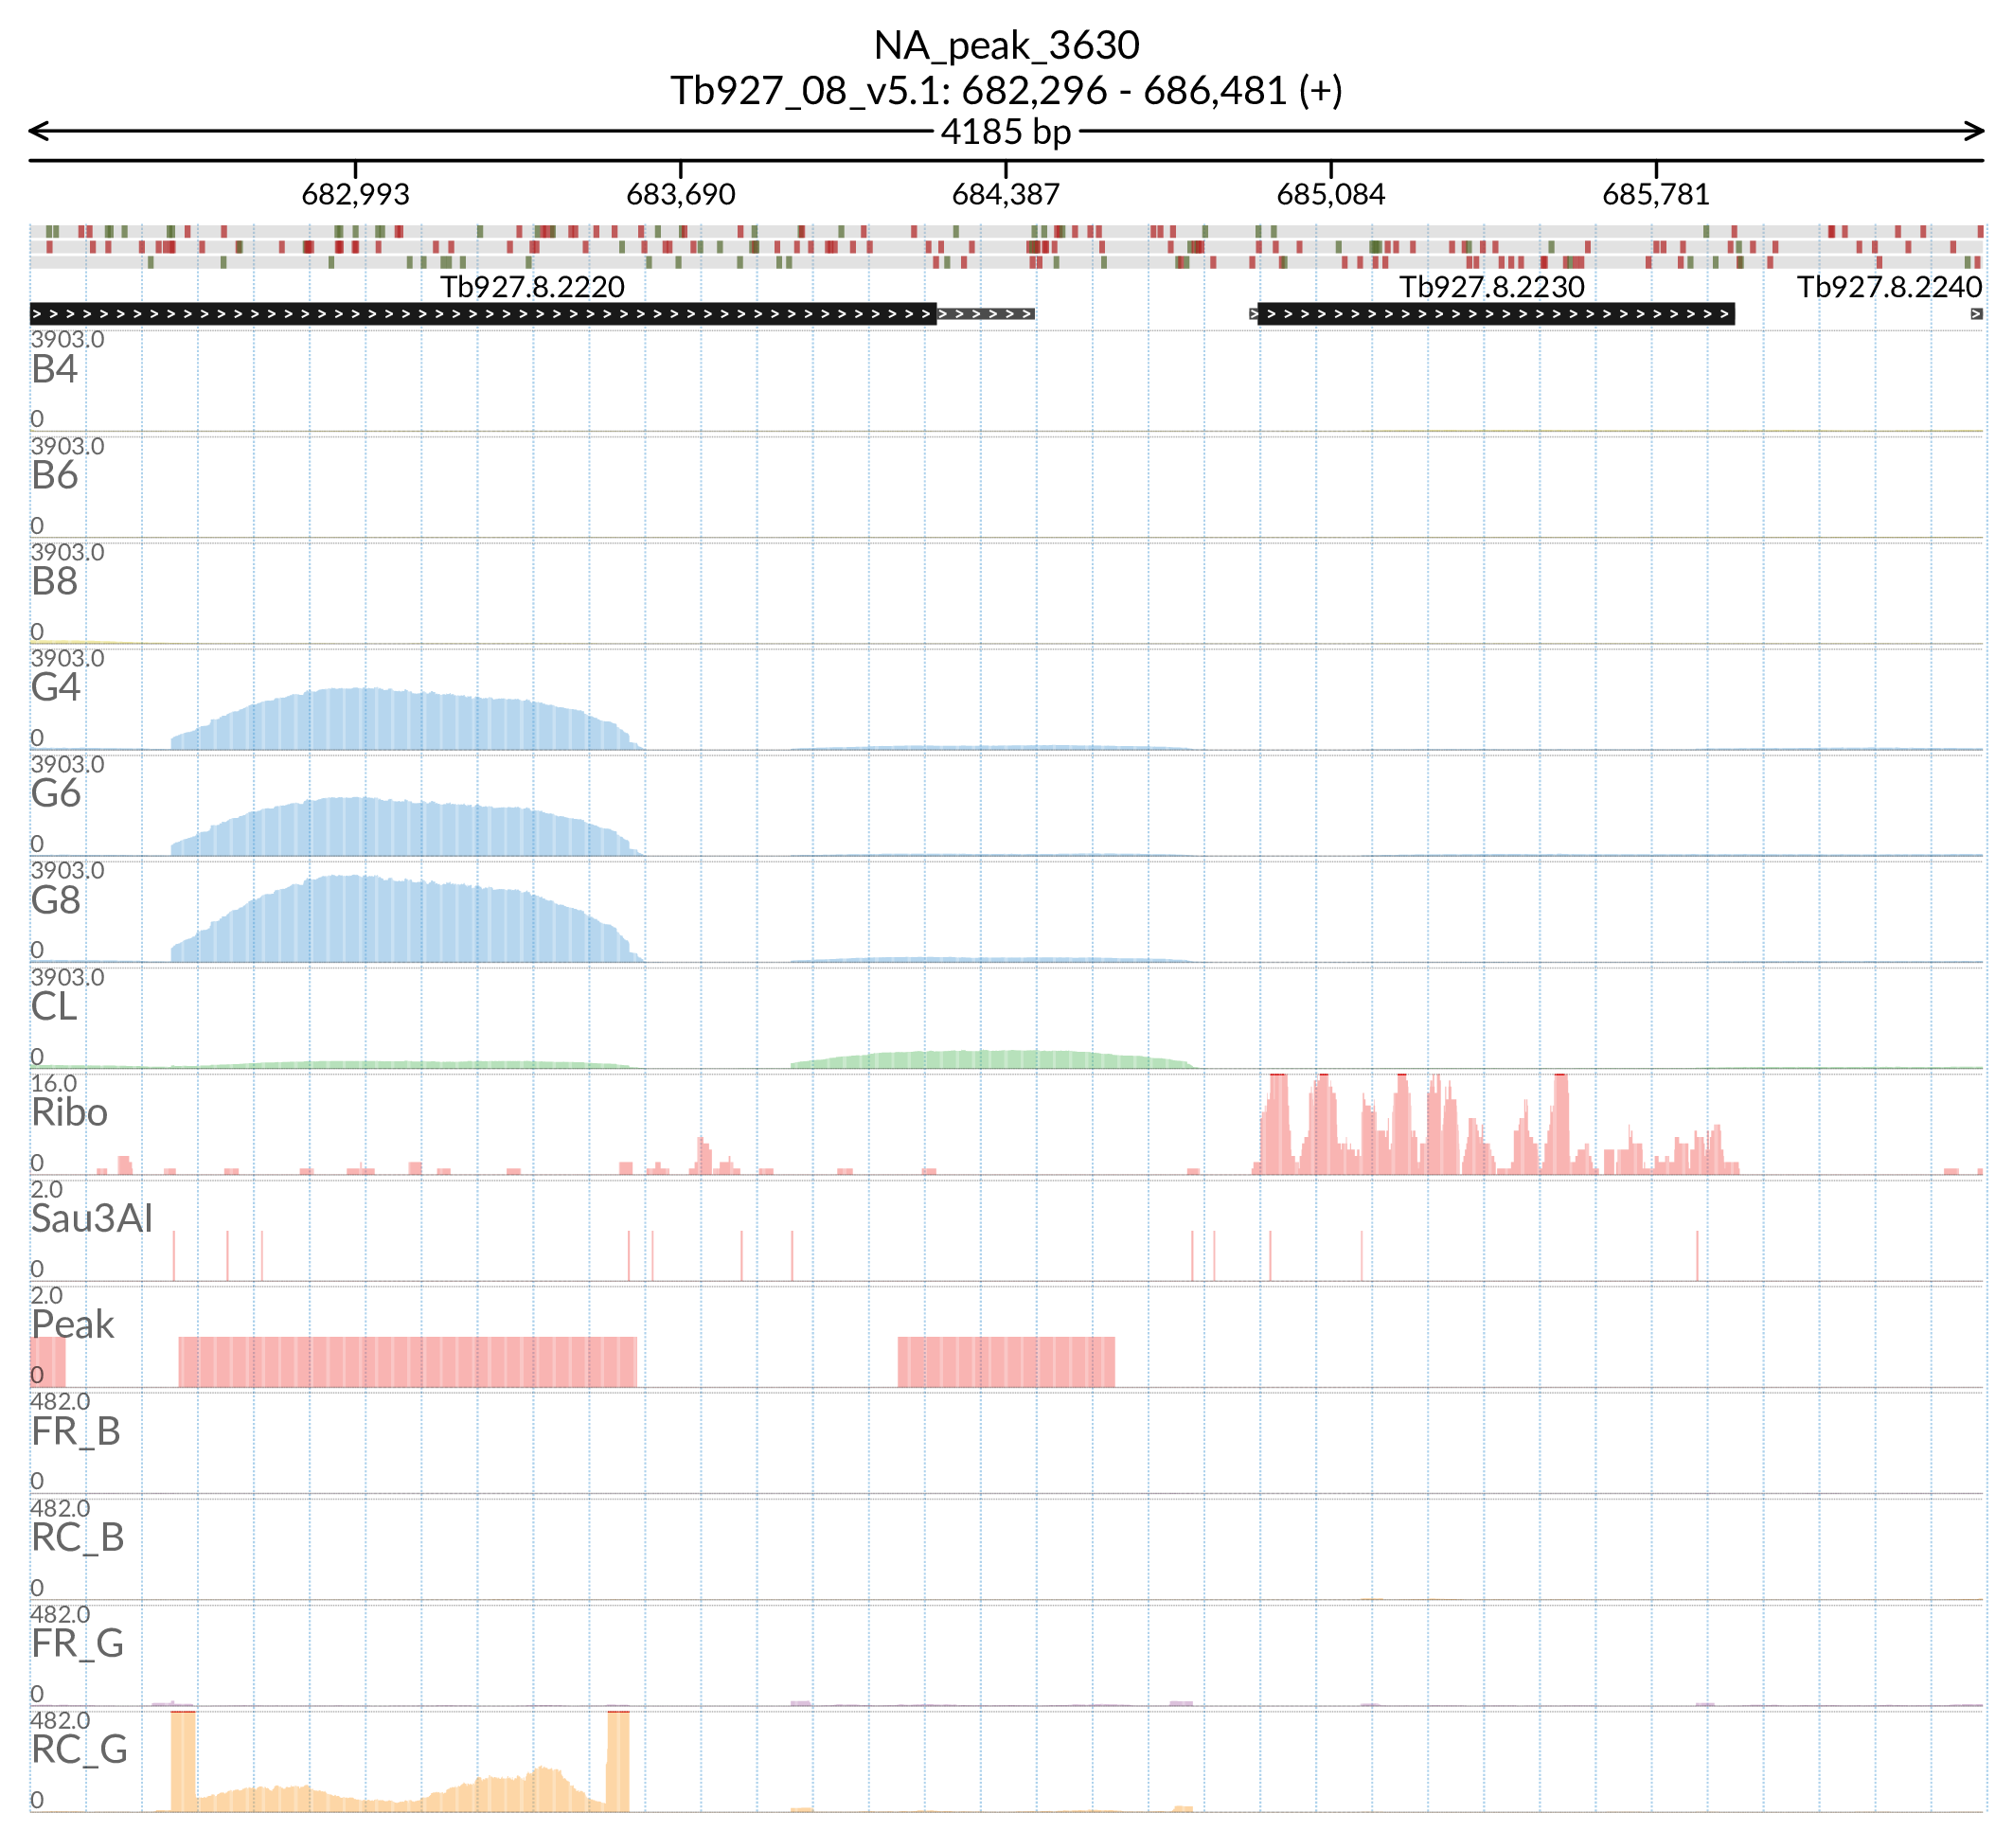 NA_peak_3630
Tb927_08_v5.1: 682,296 - 686,481 (+)
4185 bp
682,993 683,690 684,387 685,084 685,781
Tb927.8.2220 Tb927.8.2230 Tb927.8.2240
3903.0
B4
0
3903.0
B6
0
3903.0
B8
0
3903.0
G4
0
3903.0
G6
0
3903.0
G8
0
3903.0
CL
0
16.0
Ribo
0
2.0
Sau3AI
0
2.0
Peak
0
482.0
FR_B
0
482.0
RC_B
0
482.0
FR_G
0
482.0
RC_G
0